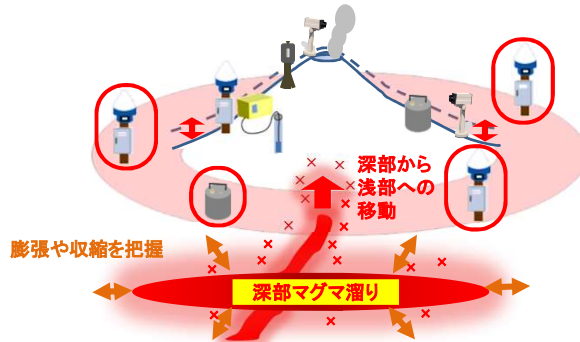 深部から
浅部への
移動
膨張や収縮を把握
深部マグマ溜り